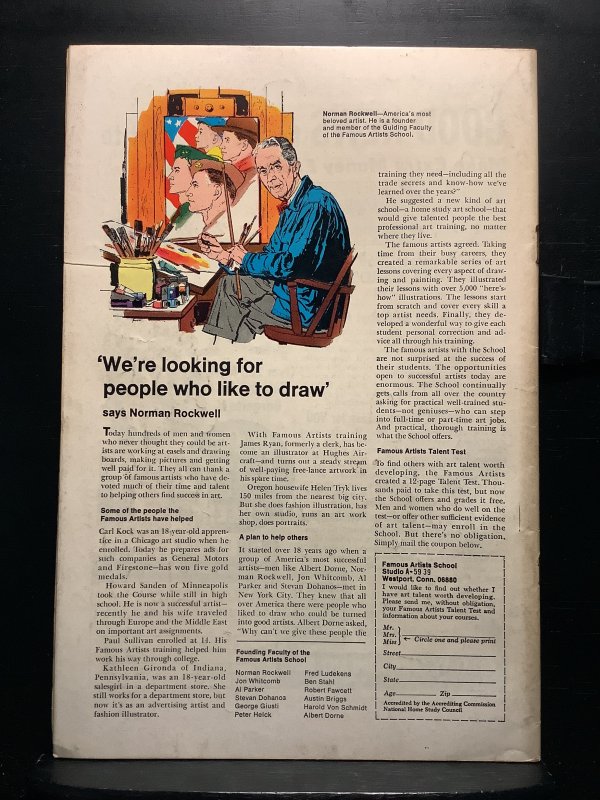 Norman Rockwell—America's most
beloved artist. He is a founder
and member of the Guiding Faculty
of the Famous Artists School.
'We're looking for
people who like to draw'
says Norman Rockwell
Today hundreds of men and women
who never thought they could be art-
ists are working at easels and drawing
boards, making pictures and getting
well paid for it. They all can thank a
group of famous artists who have de-
voted much of their time and talent
to helping others find success in art.
Some of the people the
Famous Artists have helped
Carl Kock was an 18-year-old appren-
tice in a Chicago art studio when he
enrolled. Today he prepares ads for
such companies as General Motors
and Firestone—has won five gold
medals.
Howard Sanden of Minneapolis
took the Course while still in high
school. He is now a successful artist—
recently he and his wife traveled
through Europe and the Middle East
on important art assignments.
Paul Sullivan enrolled at 14. His
Famous Artists training helped him
work his way through college.
Kathleen Gironda of Indiana,
Pennsylvania, was an 18-year-old
salesgirl in a department store. She
still works for a department store, but
now it's as an advertising artist and
fashion illustrator.
With Famous Artists training
James Ryan, formerly a clerk, has be-
come an illustrator at Hughes Air-
craft—and turns out a steady stream
of well-paying free-lance artwork in
his spare time.
Oregon housewife Helen Tryk lives
150 miles from the nearest big city.
But she does fashion illustration, has
her own studio, runs an art work
shop, does portraits.
A plan to help others
It started over 18 years ago when a
group of America's most successful
artists—men like Albert Dorne, Nor-
man Rockwell, Jon Whitcomb, Al
Parker and Stevan Dohanos—met in
New York City. They knew that all
over America there were people who
liked to draw who could be turned
into good artists. Albert Dorne asked,
"Why can't we give these people the
Founding Faculty of the
Famous Artists School
Norman Rockwell
Jon Whitcomb
Al Parker
Stevan Dohanos
George Giusti
Peter Helck
Fred Ludekens
Ben Stahl
Robert Fawcett
Austin Briggs
Harold Von Schmidt
Albert Dorne
training they need—including all the
trade secrets and know-how we've
learned over the years?"
He suggested a new kind of art
school—a home study art school—that
would give talented people the best
professional art training, no matter
where they live.
The famous artists agreed. Taking
time from their busy careers, they
created a remarkable series of art
lessons covering every aspect of draw-
ing and painting. They illustrated
their lessons with over 5,000 "here's-
how" illustrations. The lessons start
from scratch and cover every skill a
top artist needs. Finally, they de-
veloped a wonderful way to give each
student personal correction and ad-
vice all through his training.
The famous artists with the School
are not surprised at the success of
their students. The opportunities
open to successful artists today are
enormous. The School continually
gets calls from all over the country
asking for practical well-trained stu-
dents—not geniuses—who can step
into full-time or part-time art jobs.
And practical, thorough training is
what the School offers.
Famous Artists Talent Test
To find others with art talent worth
developing, the Famous Artists
created a 12-page Talent Test. Thou-
sands paid to take this test, but now
the School offers and grades it free.
Men and women who do well on the
test—or offer other sufficient evidence
of art talent—may enroll in the
School. But there's no obligation.
Simply mail the coupon below.
Famous Artists School
Studio A-5939
Westport, Conn. 06880
I would like to find out whether I
have art talent worth developing.
Please send me, without obligation,
your Famous Artists Talent Test and
information about your courses.
Mr.
Mrs. ← Circle one and please print
Miss
Street
City
State
Age Zip
Accredited by the Accrediting Commission
National Home Study Council